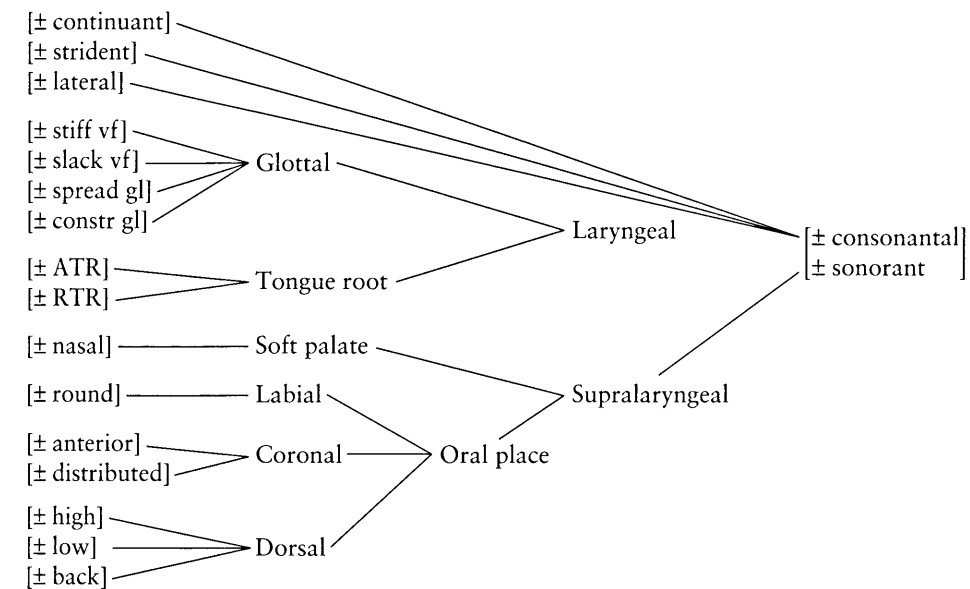 [± continuant]
[± strident]
[± lateral]
[± stiff vf]
[± slack vf]
Glottal
[± spread gl]
[± constr gl]
Laryngeal
[± consonantal]
[± sonorant]
[± ATR]
Tongue root
[± RTR]
[± nasal]
Soft palate
[± round]
Labial
Supralaryngeal
[± anterior]
Coronal
Oral place
[± distributed]
[± high]
[± low]
Dorsal
[± back]